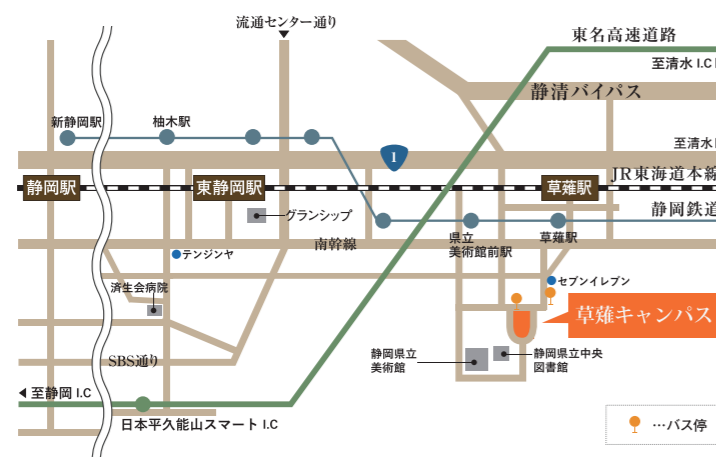 流通センター通り
東名高速道路
至清水 I.C
静清バイパス
新静岡駅
柚木駅
1
至清水 I.
JR東海道本線
静岡駅
東静岡駅
草薙駅
静岡鉄道
グランシップ
県立
美術館前駅
草薙駅
南幹線
テンジンヤ
セブンイレブン
済生会病院
草薙キャンパス
SBS通り
静岡県立
美術館
静岡県立中央
図書館
至静岡 I.C
日本平久能山スマート I.C
…バス停